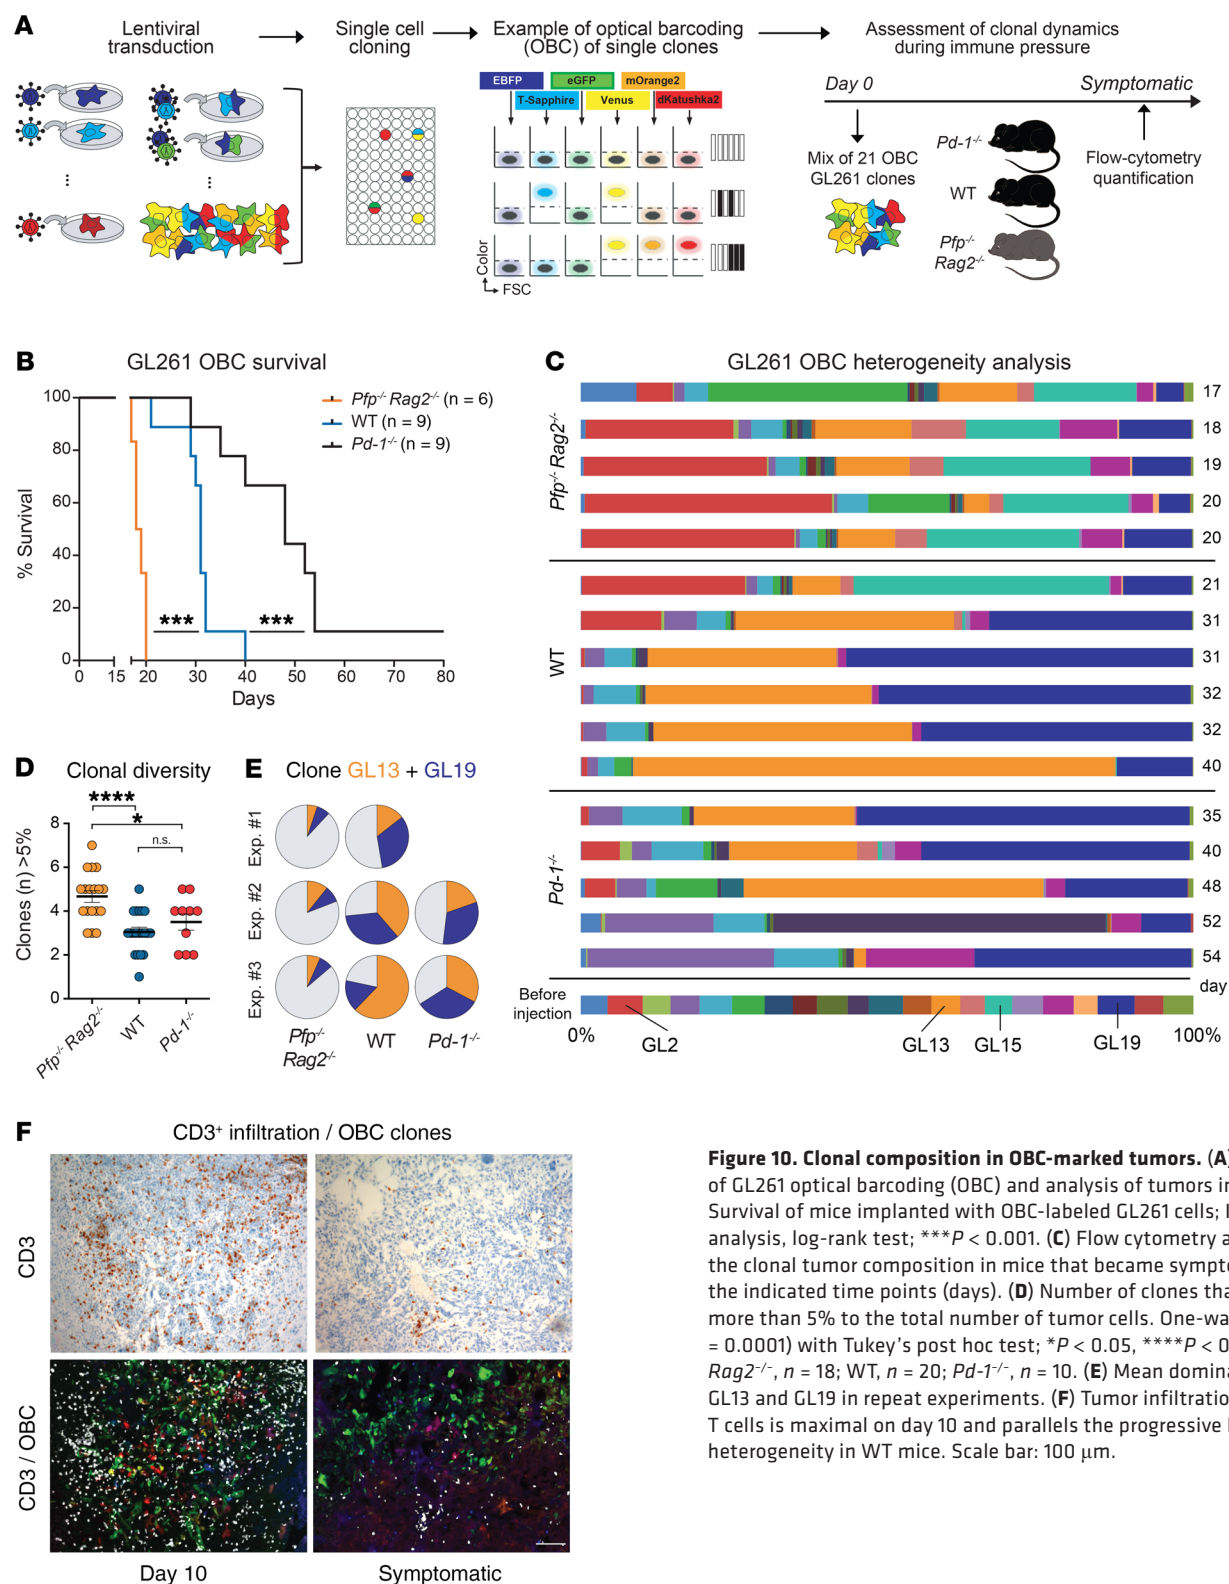 A
Lentiviral
transduction
Single cell
cloning
Example of optical barcoding
(OBC) of single clones
Assessment of clonal dynamics
during immune pressure
EBFP
eGFP
mOrange2
T-Sapphire
Venus
dKatushka2
Color
FSC
Day 0
Symptomatic
Mix of 21 OBC
GL261 clones
Pd-1-/-
WT
Pfp-/-
Rag2-/-
Flow-cytometry
quantification
B
GL261 OBC survival
% Survival
100
80
60
40
20
0
0 15 20 30 40 50 60 70 80
Days
Pfp-/- Rag2-/- (n = 6)
WT (n = 9)
Pd-1-/- (n = 9)
***
***
C
GL261 OBC heterogeneity analysis
Pfp-/- Rag2-/-
17
18
19
20
20
WT
21
31
31
32
32
40
Pd-1-/-
35
40
48
52
54
day
Before
injection
0%
100%
GL2
GL13
GL15
GL19
D
Clonal diversity
****
*
n.s.
Clones (n) >5%
8
6
4
2
0
Pfp-/- Rag2-/-
WT
Pd-1-/-
E
Clone GL13 + GL19
Exp. #1
Exp. #2
Exp. #3
Pfp-/-
Rag2-/-
WT
Pd-1-/-
F
CD3+ infiltration / OBC clones
CD3
CD3 / OBC
Day 10
Symptomatic
Figure 10. Clonal composition in OBC-marked tumors. (A)
of GL261 optical barcoding (OBC) and analysis of tumors in
Survival of mice implanted with OBC-labeled GL261 cells;
analysis, log-rank test; ***P < 0.001. (C) Flow cytometry
the clonal tumor composition in mice that became
the indicated time points (days). (D) Number of clones
more than 5% to the total number of tumor cells.
= 0.0001) with Tukey's post hoc test; *P < 0.05, ****P <
Rag2-/-, n = 18; WT, n = 20; Pd-1-/-, n = 10. (E) Mean
GL13 and GL19 in repeat experiments. (F) Tumor
T cells is maximal on day 10 and parallels the progressive
heterogeneity in WT mice. Scale bar: 100 μm.